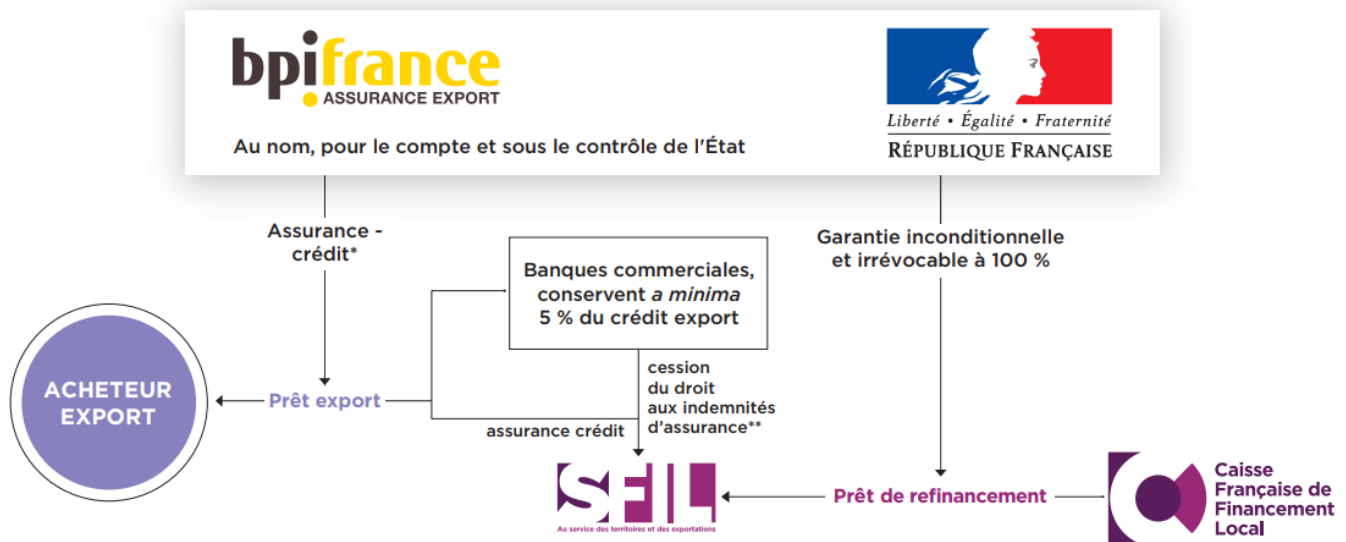 bpifrance
ASSURANCE EXPORT
Au nom, pour le compte et sous le contrôle de l'État
Liberté • Égalité • Fraternité
RÉPUBLIQUE FRANÇAISE
Assurance -
crédit*
Garantie inconditionnelle
et irrévocable à 100 %
Banques commerciales,
conservent a minima
5 % du crédit export
ACHETEUR
EXPORT
Prêt export
cession
du droit
aux indemnités
d'assurance**
assurance crédit
SFIL
Au service des territoires et des exportations
Prêt de refinancement
Caisse
Française de
Financement
Local